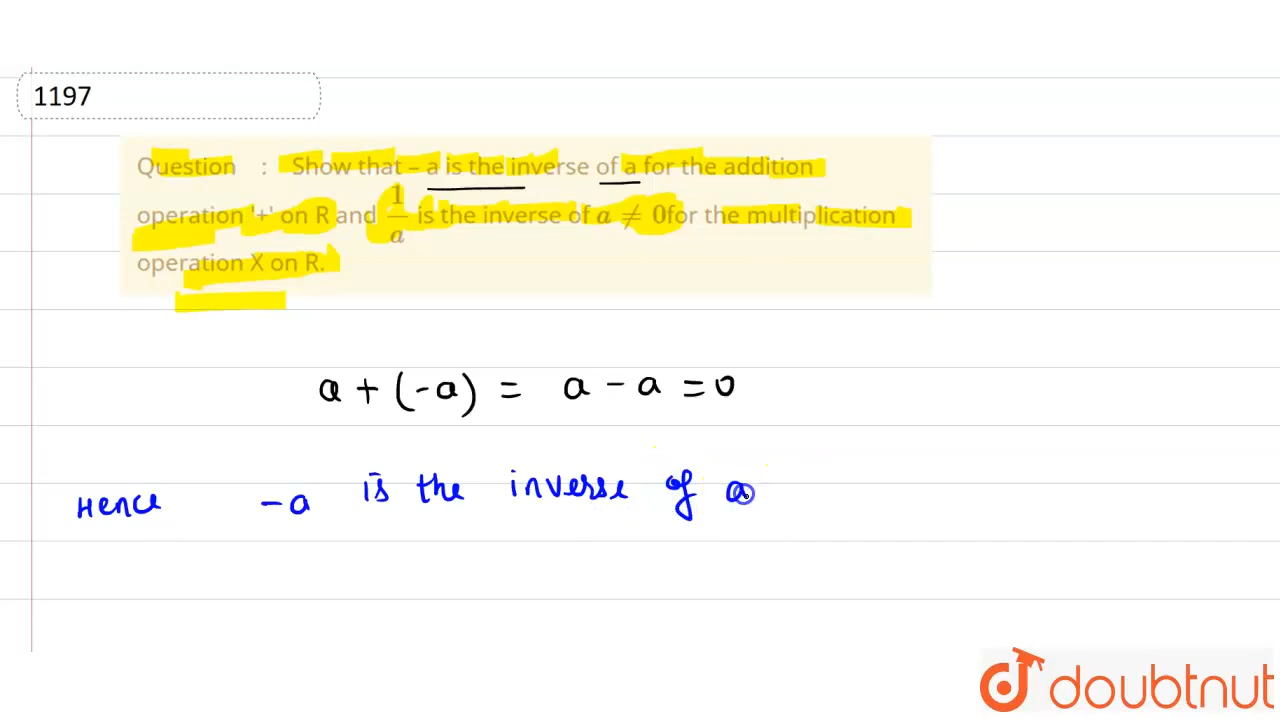 1197
Question : Show that – a is the inverse of a for the addition
operation '+' on R and 1/a is the inverse of a ≠ 0for the multiplication
operation X on R.
a + (-a) = a - a = 0
Hence -a is the inverse of a
doubtnut